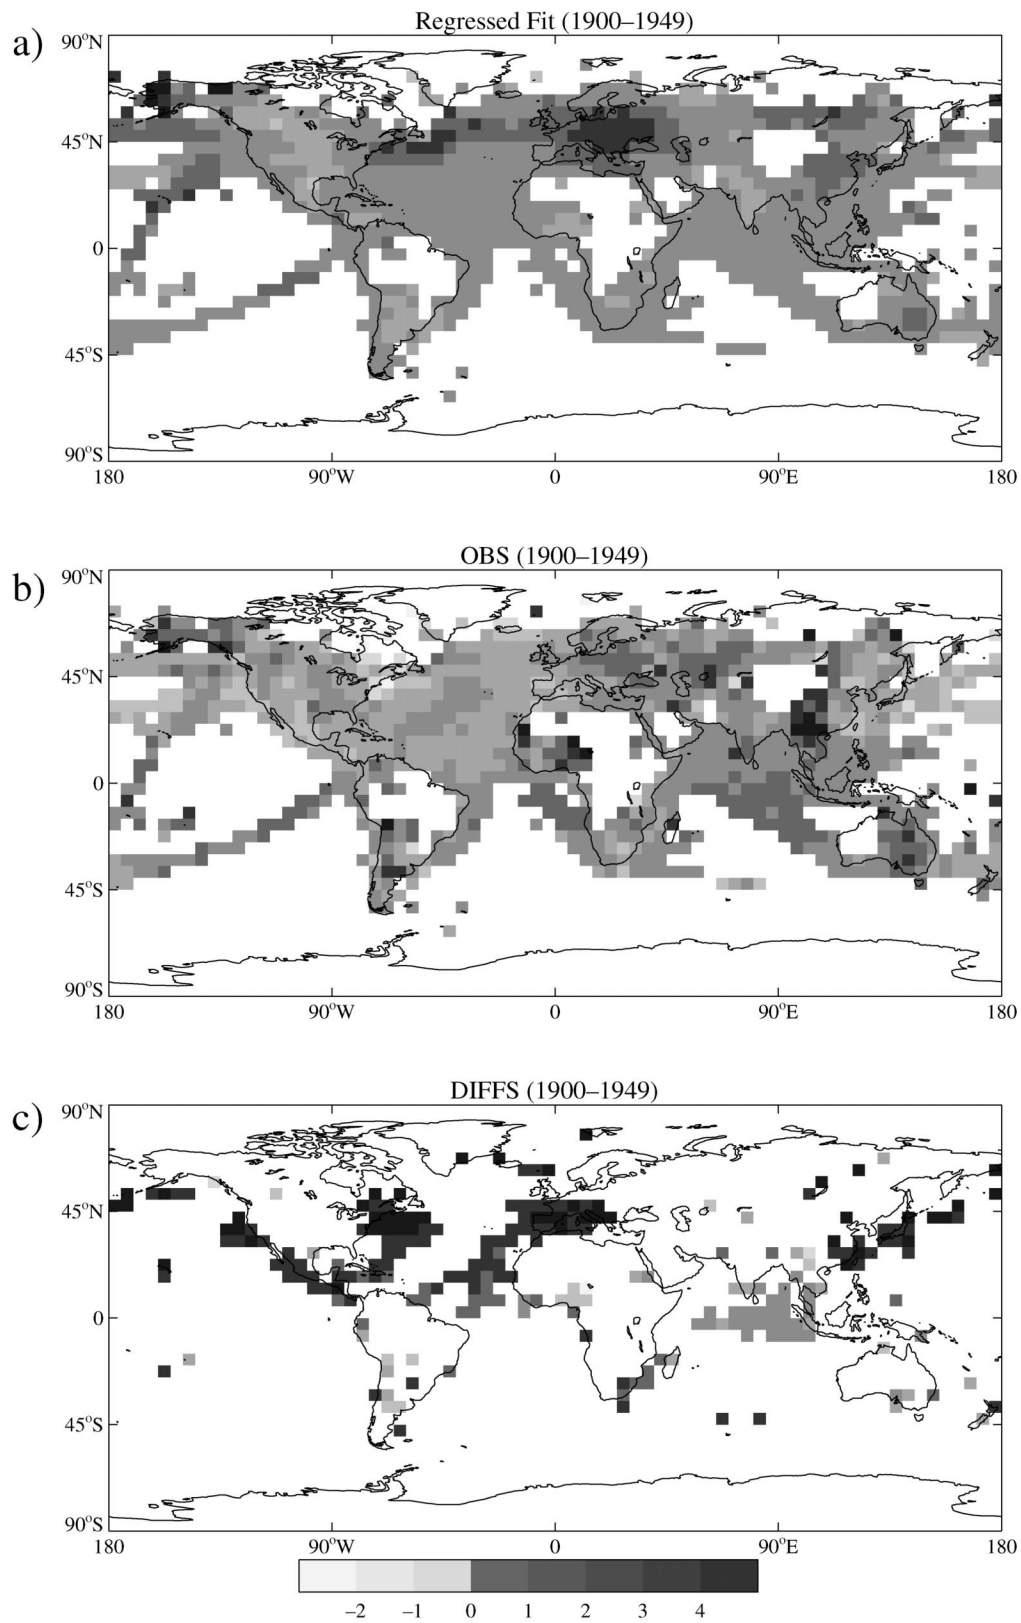 Regressed Fit (1900–1949)
a)
90°N
45°N
0
45°S
90°S
180 90°W 0 90°E 180
OBS (1900–1949)
b)
90°N
45°N
0
45°S
90°S
180 90°W 0 90°E 180
DIFFS (1900–1949)
c)
90°N
45°N
0
45°S
90°S
180 90°W 0 90°E 180
–2 –1 0 1 2 3 4